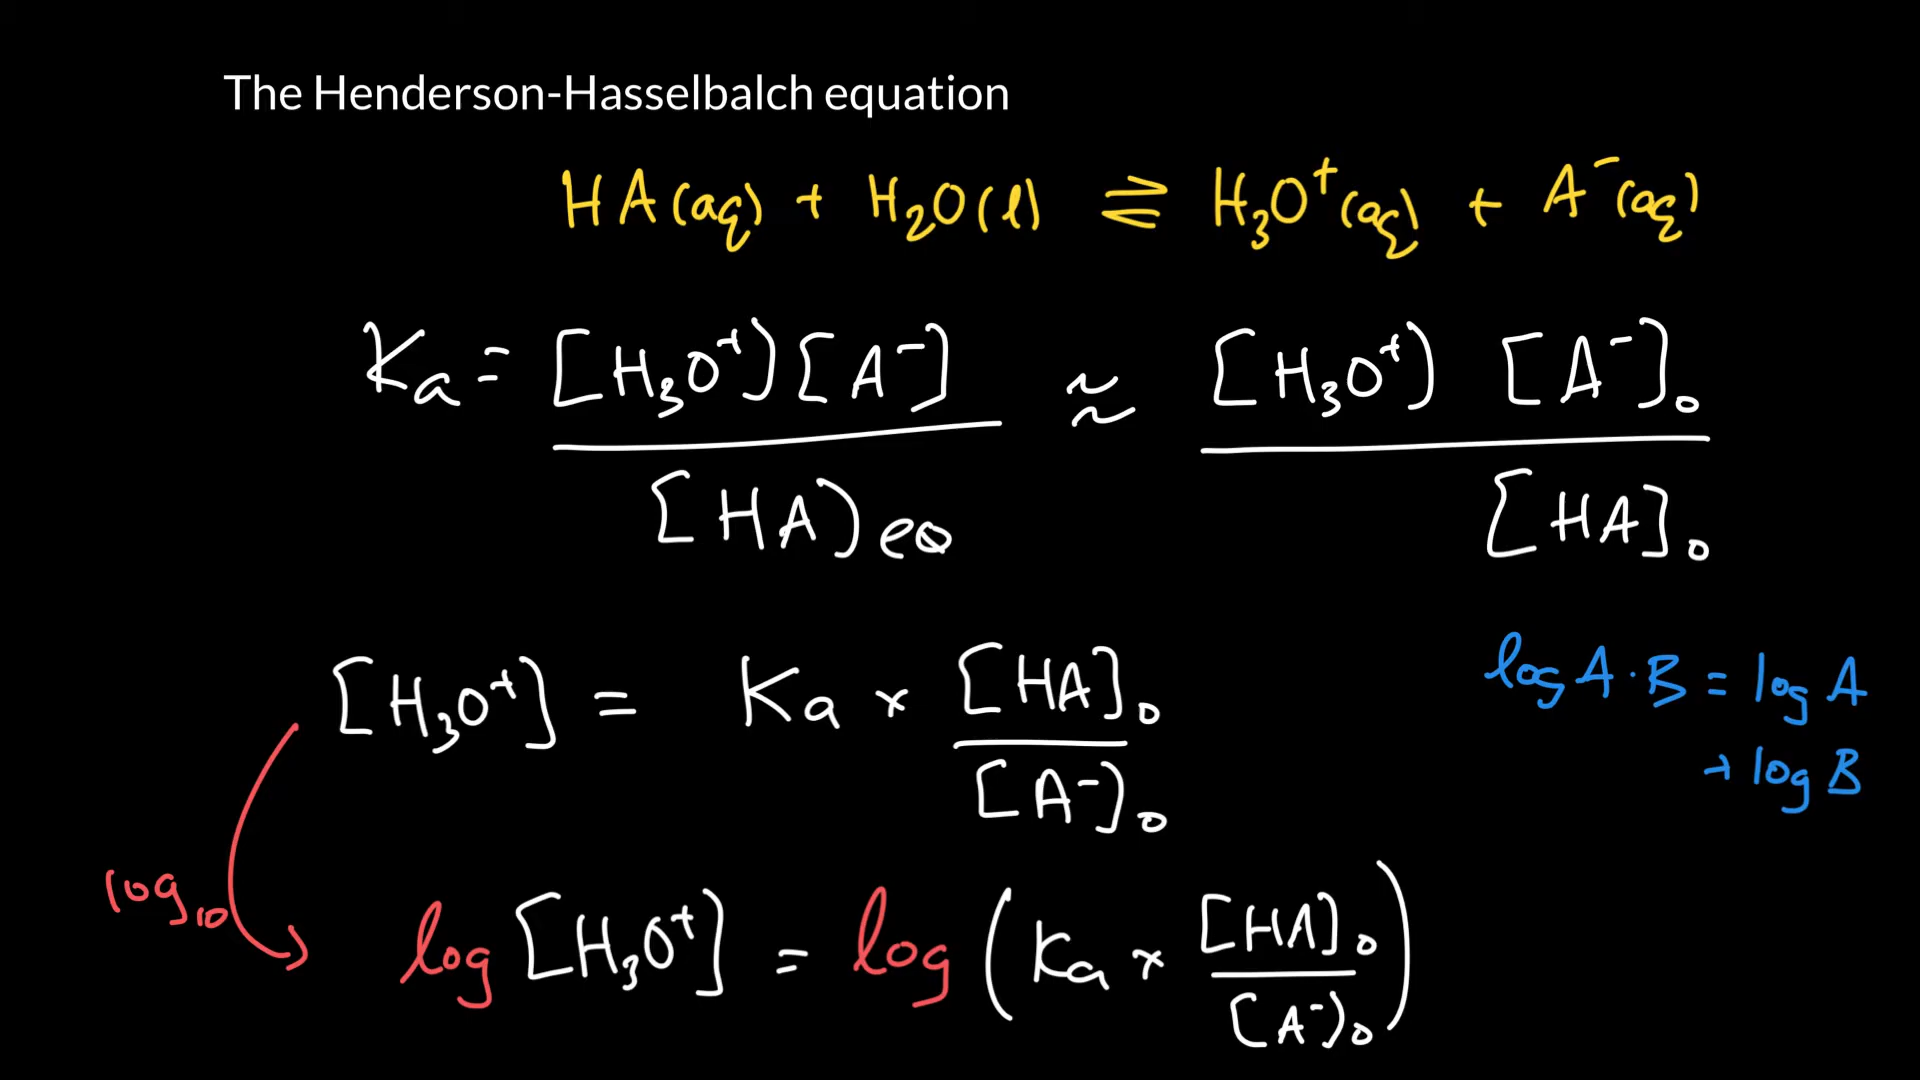 The Henderson-Hasselbalch equation
HA(aq) + H₂O(l) ⇌ H₃O⁺(aq) + A⁻(aq)
Ka = [H₃O⁺)[A⁻] / [HA)eq ≈ [H₃O⁺) [A⁻]₀ / [HA]₀
[H₃O⁺] = Ka × [HA]₀ / [A⁻)₀
log A·B = log A
+ log B
log₁₀
log [H₃O⁺] = log (Ka × [HA]₀ / [A⁻)₀)